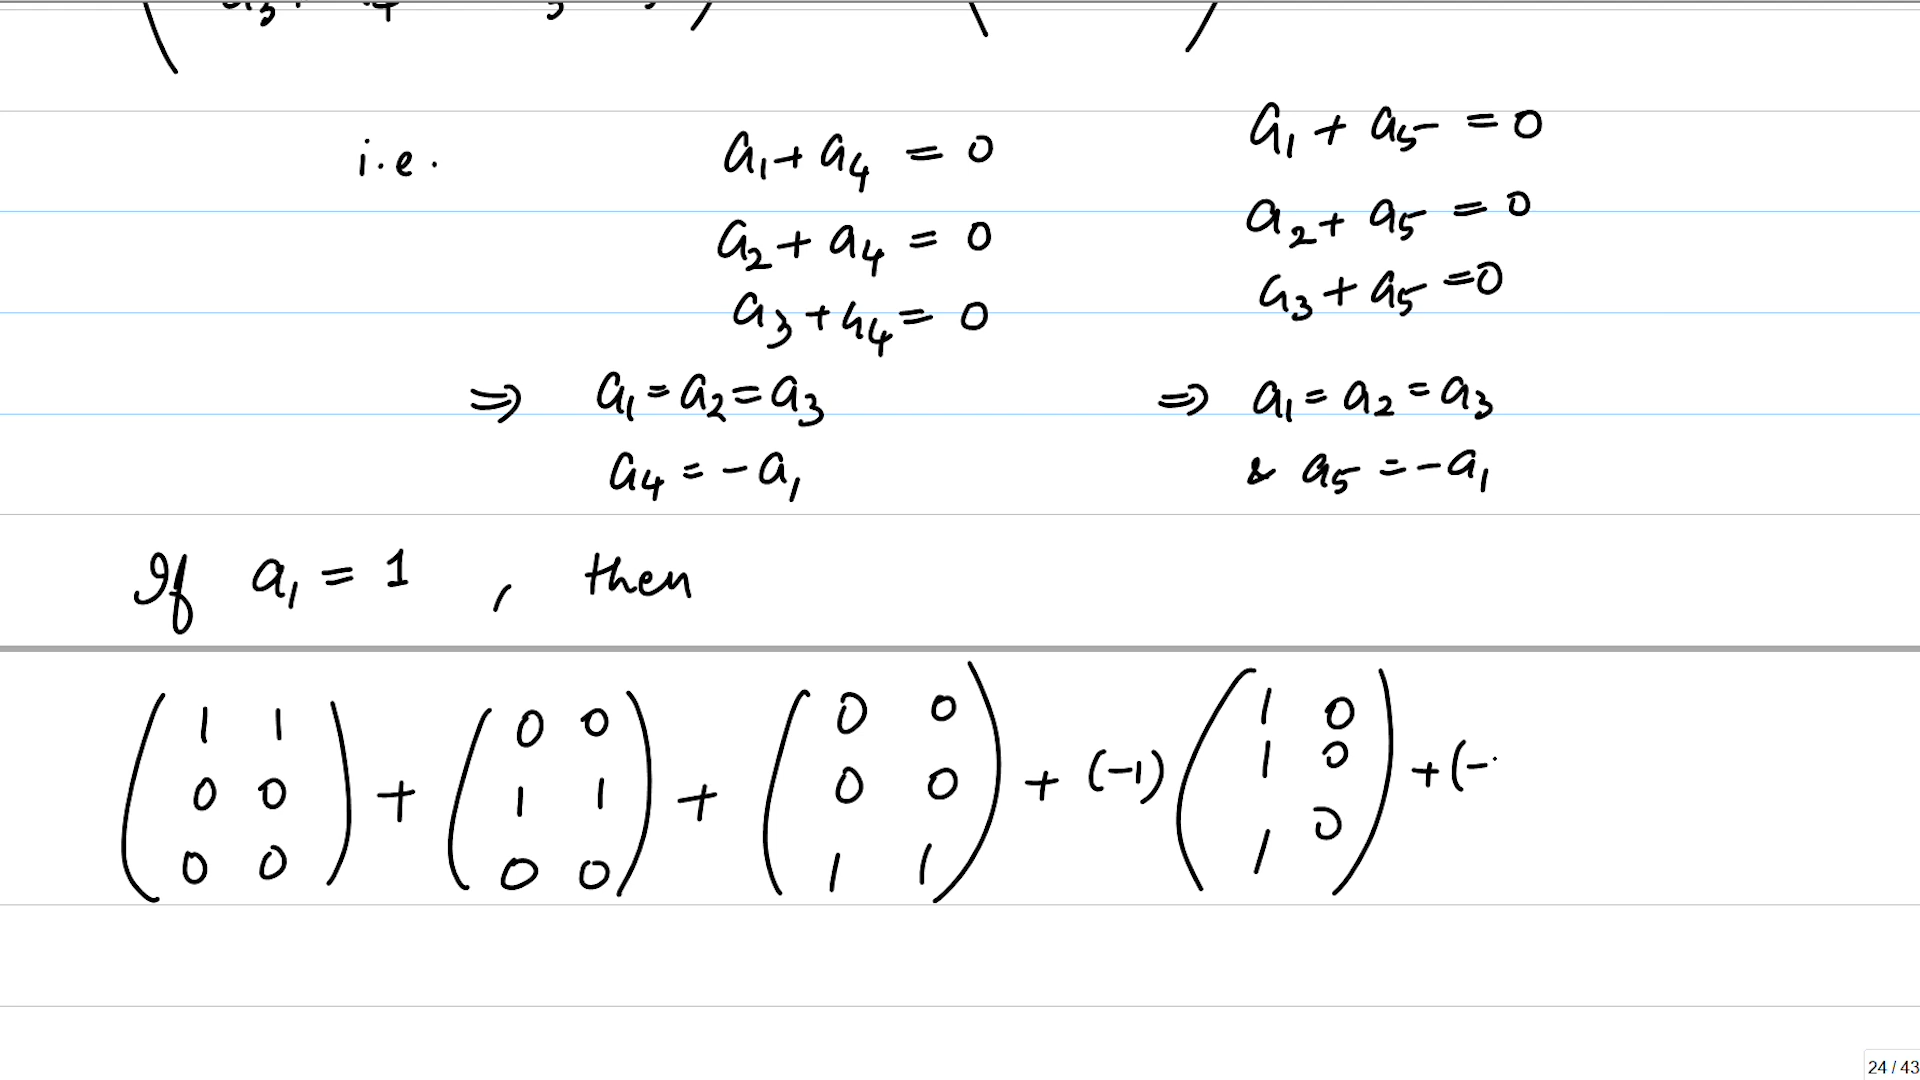 i.e. a₁ + a₄ = 0 a₁ + a₅ = 0
a₂ + a₄ = 0 a₂ + a₅ = 0
a₃ + a₄ = 0 a₃ + a₅ = 0
⇒ a₁ = a₂ = a₃ ⇒ a₁ = a₂ = a₃
a₄ = -a₁ & a₅ = -a₁
If a₁ = 1 , then
( 1 1 ) + ( 0 0 ) + ( 0 0 ) + (-1) ( 1 0 ) + (-
( 0 0 ) ( 1 1 ) ( 0 0 ) ( 1 0 )
( 0 0 ) ( 0 0 ) ( 1 1 ) ( 1 0 )
24 / 43